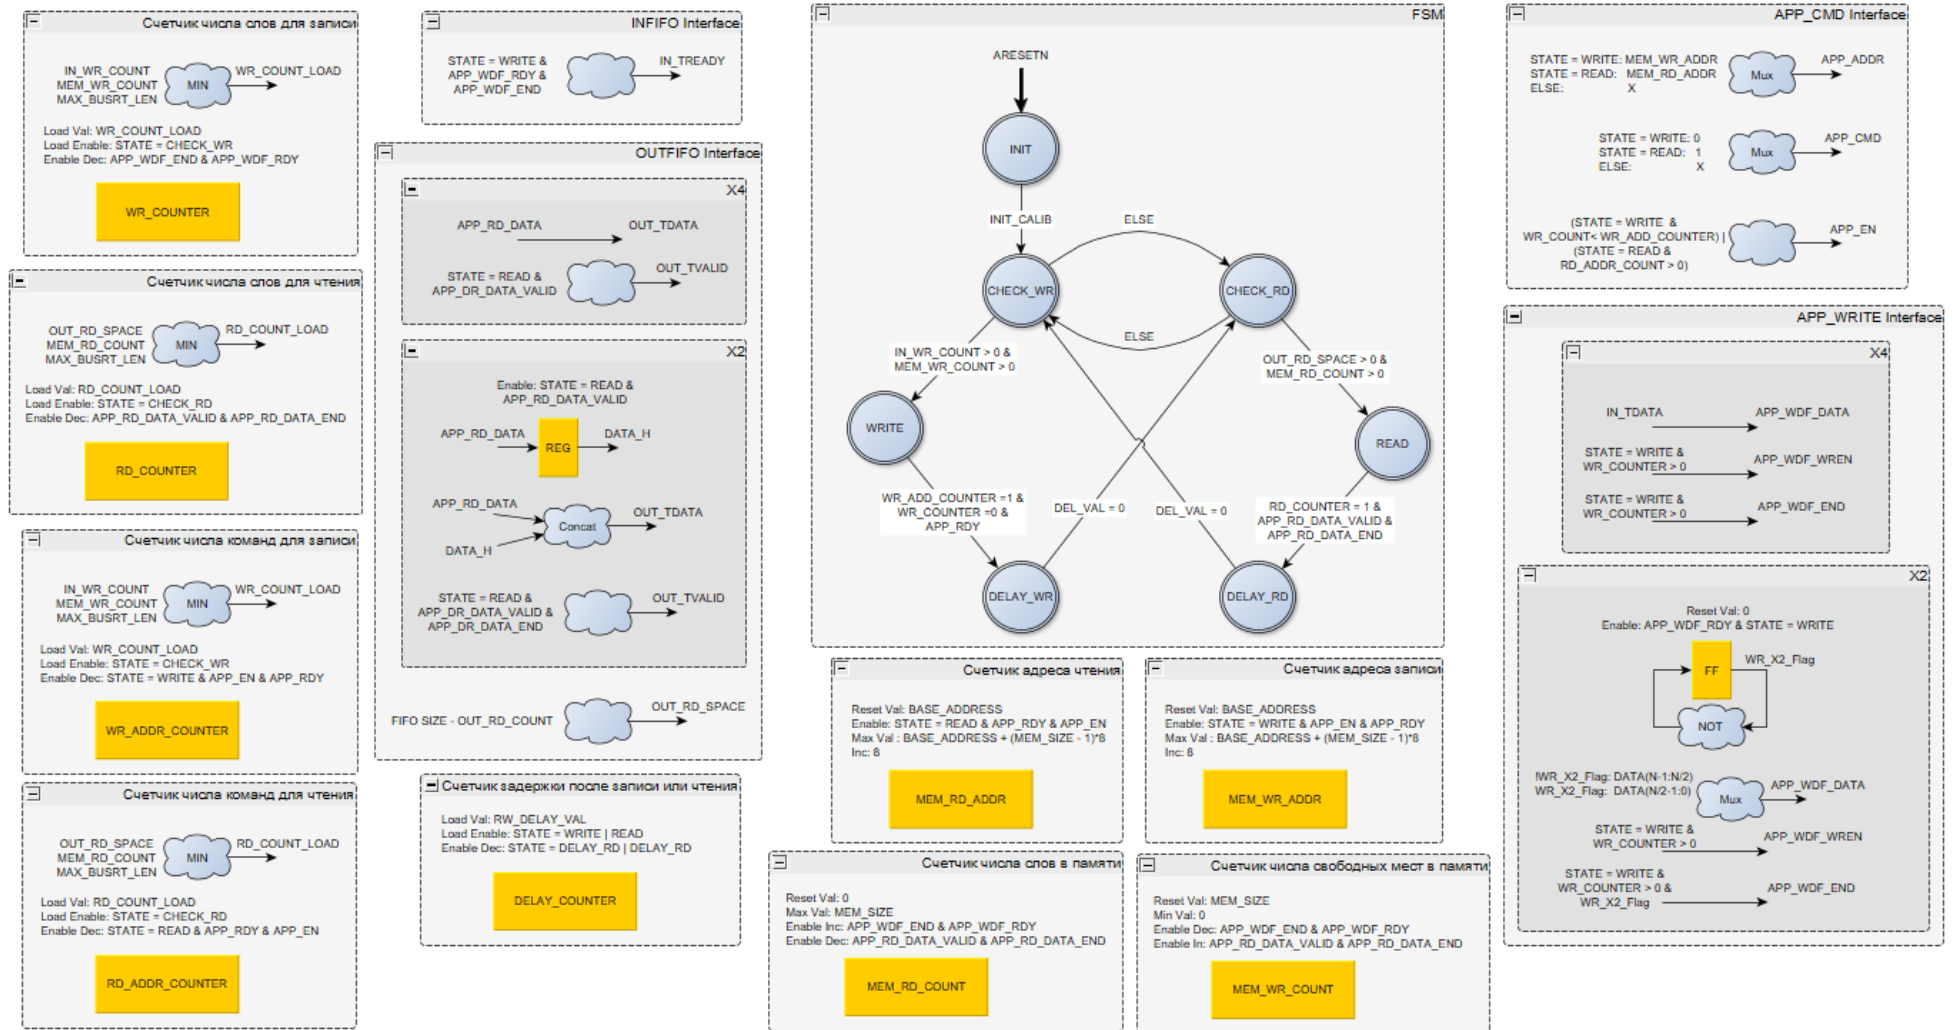 Счетчик числа слов для записи
IN_WR_COUNT
MEM_WR_COUNT
MAX_BUSRT_LEN
MIN
WR_COUNT_LOAD
Load Val: WR_COUNT_LOAD
Load Enable: STATE = CHECK_WR
Enable Dec: APP_WDF_END & APP_WDF_RDY
WR_COUNTER
Счетчик числа слов для чтения
OUT_RD_SPACE
MEM_RD_COUNT
MAX_BUSRT_LEN
MIN
RD_COUNT_LOAD
Load Val: RD_COUNT_LOAD
Load Enable: STATE = CHECK_RD
Enable Dec: APP_RD_DATA_VALID & APP_RD_DATA_END
RD_COUNTER
Счетчик числа команд для записи
IN_WR_COUNT
MEM_WR_COUNT
MAX_BUSRT_LEN
MIN
WR_COUNT_LOAD
Load Val: WR_COUNT_LOAD
Load Enable: STATE = CHECK_WR
Enable Dec: STATE = WRITE & APP_EN & APP_RDY
WR_ADDR_COUNTER
Счетчик числа команд для чтения
OUT_RD_SPACE
MEM_RD_COUNT
MAX_BUSRT_LEN
MIN
RD_COUNT_LOAD
Load Val: RD_COUNT_LOAD
Load Enable: STATE = CHECK_RD
Enable Dec: STATE = READ & APP_RDY & APP_EN
RD_ADDR_COUNTER
INFIFO Interface
STATE = WRITE &
APP_WDF_RDY &
APP_WDF_END
IN_TREADY
OUTFIFO Interface
X4
APP_RD_DATA
OUT_TDATA
STATE = READ &
APP_DR_DATA_VALID
OUT_TVALID
X2
Enable: STATE = READ &
APP_RD_DATA_VALID
APP_RD_DATA
REG
DATA_H
APP_RD_DATA
DATA_H
Concat
OUT_TDATA
STATE = READ &
APP_DR_DATA_VALID &
APP_DR_DATA_END
OUT_TVALID
FIFO SIZE - OUT_RD_COUNT
OUT_RD_SPACE
Счетчик задержки после записи или чтения
Load Val: RW_DELAY_VAL
Load Enable: STATE = WRITE | READ
Enable Dec: STATE = DELAY_RD | DELAY_RD
DELAY_COUNTER
FSM
ARESETN
INIT
INIT_CALIB
ELSE
CHECK_WR
CHECK_RD
ELSE
IN_WR_COUNT > 0 &
MEM_WR_COUNT > 0
OUT_RD_SPACE > 0 &
MEM_RD_COUNT > 0
WRITE
READ
WR_ADD_COUNTER =1 &
WR_COUNTER =0 &
APP_RDY
DEL_VAL = 0
DEL_VAL = 0
RD_COUNTER = 1 &
APP_RD_DATA_VALID &
APP_RD_DATA_END
DELAY_WR
DELAY_RD
Счетчик адреса чтения
Reset Val: BASE_ADDRESS
Enable: STATE = READ & APP_RDY & APP_EN
Max Val : BASE_ADDRESS + (MEM_SIZE - 1)*8
Inc: 8
MEM_RD_ADDR
Счетчик адреса записи
Reset Val: BASE_ADDRESS
Enable: STATE = WRITE & APP_EN & APP_RDY
Max Val : BASE_ADDRESS + (MEM_SIZE - 1)*8
Inc: 8
MEM_WR_ADDR
Счетчик числа слов в памяти
Reset Val: 0
Max Val: MEM_SIZE
Enable Inc: APP_WDF_END & APP_WDF_RDY
Enable Dec: APP_RD_DATA_VALID & APP_RD_DATA_END
MEM_RD_COUNT
Счетчик числа свободных мест в памяти
Reset Val: MEM_SIZE
Min Val: 0
Enable Dec: APP_WDF_END & APP_WDF_RDY
Enable In: APP_RD_DATA_VALID & APP_RD_DATA_END
MEM_WR_COUNT
APP_CMD Interface
STATE = WRITE: MEM_WR_ADDR
STATE = READ: MEM_RD_ADDR
ELSE: X
Mux
APP_ADDR
STATE = WRITE: 0
STATE = READ: 1
ELSE: X
Mux
APP_CMD
(STATE = WRITE &
WR_COUNT< WR_ADD_COUNTER) |
(STATE = READ &
RD_ADDR_COUNT > 0)
APP_EN
APP_WRITE Interface
X4
IN_TDATA
APP_WDF_DATA
STATE = WRITE &
WR_COUNTER > 0
APP_WDF_WREN
STATE = WRITE &
WR_COUNTER > 0
APP_WDF_END
X2
Reset Val: 0
Enable: APP_WDF_RDY & STATE = WRITE
FF
WR_X2_Flag
NOT
!WR_X2_Flag: DATA(N-1:N/2)
WR_X2_Flag: DATA(N/2-1:0)
Mux
APP_WDF_DATA
STATE = WRITE &
WR_COUNTER > 0
APP_WDF_WREN
STATE = WRITE &
WR_COUNTER > 0 &
WR_X2_Flag
APP_WDF_END